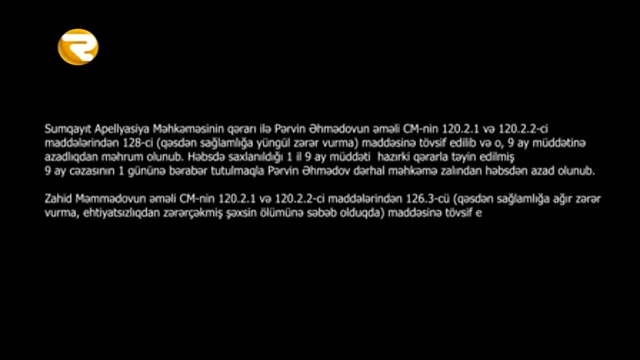 Sumqayıt Apellyasiya Məhkəməsinin qərarı ilə Pərvin Əhmədovun əməli CM-nin 120.2.1 və 120.2.2-ci
maddələrindən 128-ci (qəsdən sağlamlığa yüngül zərər vurma) maddəsinə tövsif edilib və o, 9 ay müddətinə
azadlıqdan məhrum olunub. Həbsdə saxlanıldığı 1 il 9 ay müddəti hazırki qərarla təyin edilmiş
9 ay cəzasının 1 gününə bərabər tutulmaqla Pərvin Əhmədov dərhal məhkəmə zalından həbsdən azad olunub.
Zahid Məmmədovun əməli CM-nin 120.2.1 və 120.2.2-ci maddələrindən 126.3-cü (qəsdən sağlamlığa ağır zərər
vurma, ehtiyatsızlıqdan zərərçəkmiş şəxsin ölümünə səbəb olduqda) maddəsinə tövsif e